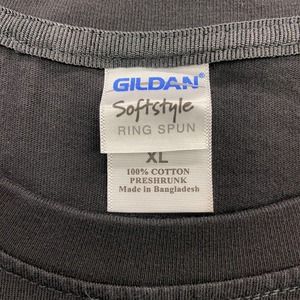 GILDAN®
Softstyle
RING SPUN
XL
100% COTTON
PRESHRUNK
Made in Bangladesh